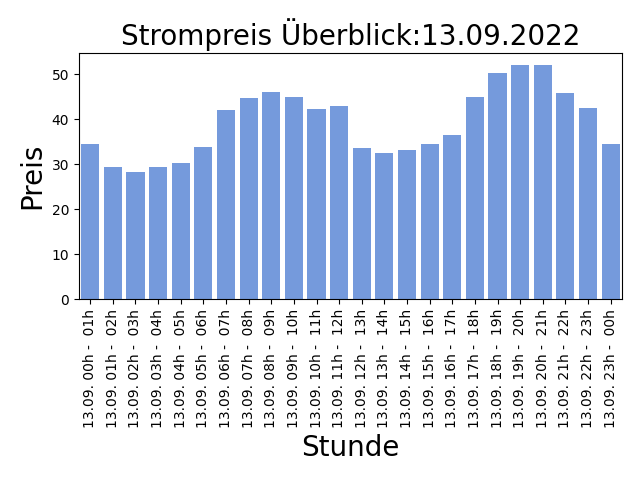 Strompreis Überblick:13.09.2022
Preis
50
40
30
20
10
0
13.09. 00h - 01h
13.09. 01h - 02h
13.09. 02h - 03h
13.09. 03h - 04h
13.09. 04h - 05h
13.09. 05h - 06h
13.09. 06h - 07h
13.09. 07h - 08h
13.09. 08h - 09h
13.09. 09h - 10h
13.09. 10h - 11h
13.09. 11h - 12h
13.09. 12h - 13h
13.09. 13h - 14h
13.09. 14h - 15h
13.09. 15h - 16h
13.09. 16h - 17h
13.09. 17h - 18h
13.09. 18h - 19h
13.09. 19h - 20h
13.09. 20h - 21h
13.09. 21h - 22h
13.09. 22h - 23h
13.09. 23h - 00h
Stunde